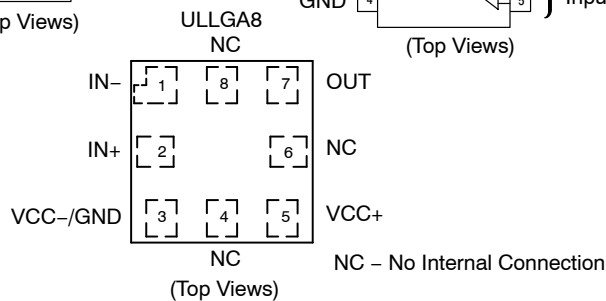 GND 4 5
p Views)
(Top Views)
ULLGA8
NC
IN− 1 8 7 OUT
IN+ 2 6 NC
VCC−/GND 3 4 5 VCC+
NC
NC − No Internal Connection
(Top Views)